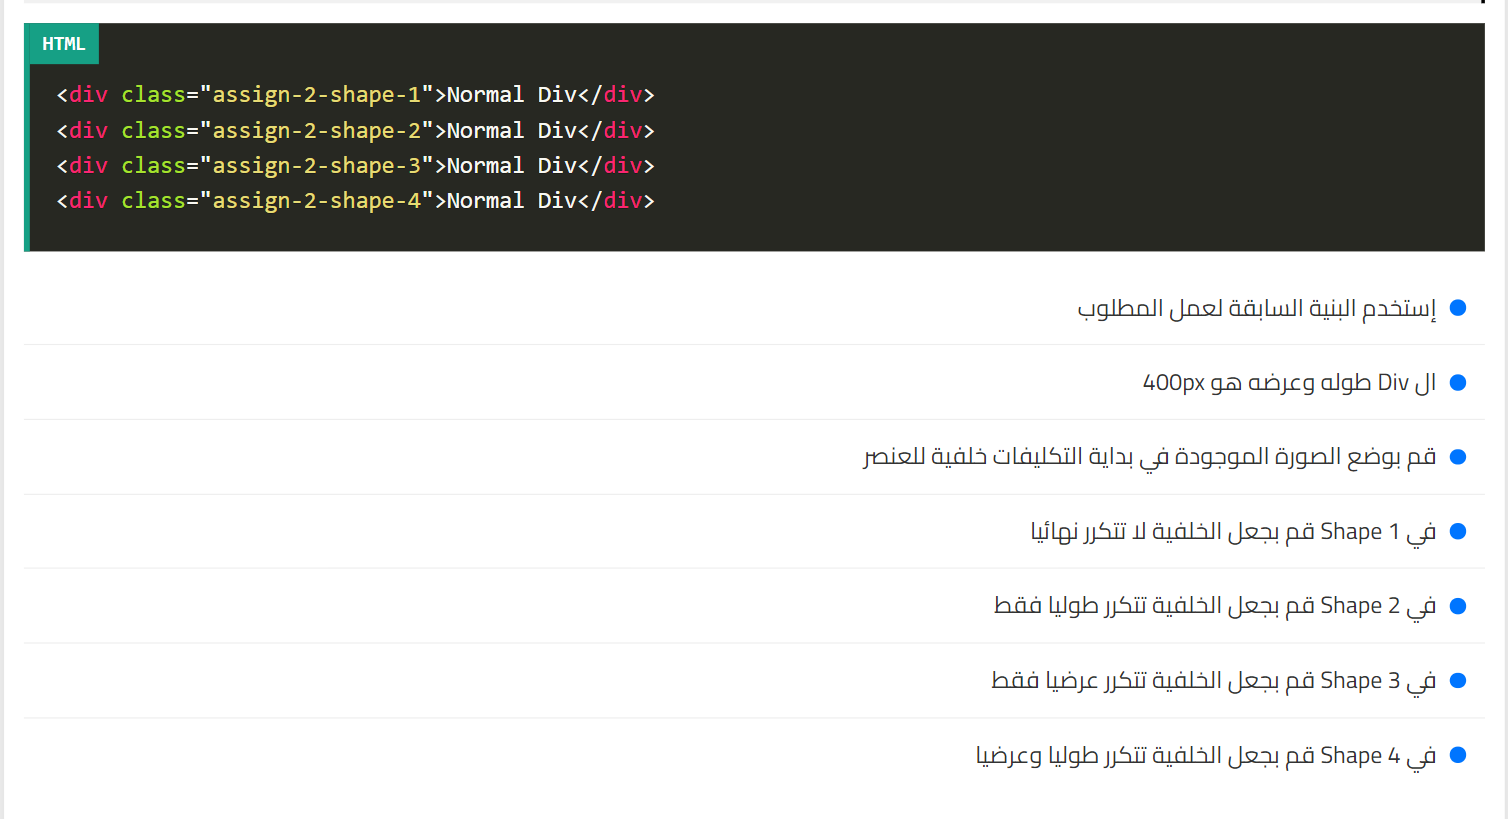 HTML
<div class="assign-2-shape-1">Normal Div</div>
<div class="assign-2-shape-2">Normal Div</div>
<div class="assign-2-shape-3">Normal Div</div>
<div class="assign-2-shape-4">Normal Div</div>
إستخدم البنية السابقة لعمل المطلوب
ال Div طوله وعرضه هو 400px
قم بوضع الصورة الموجودة في بداية التكليفات خلفية للعنصر
في Shape 1 قم بجعل الخلفية لا تتكرر نهائيا
في Shape 2 قم بجعل الخلفية تتكرر طوليا فقط
في Shape 3 قم بجعل الخلفية تتكرر عرضيا فقط
في Shape 4 قم بجعل الخلفية تتكرر طوليا وعرضيا